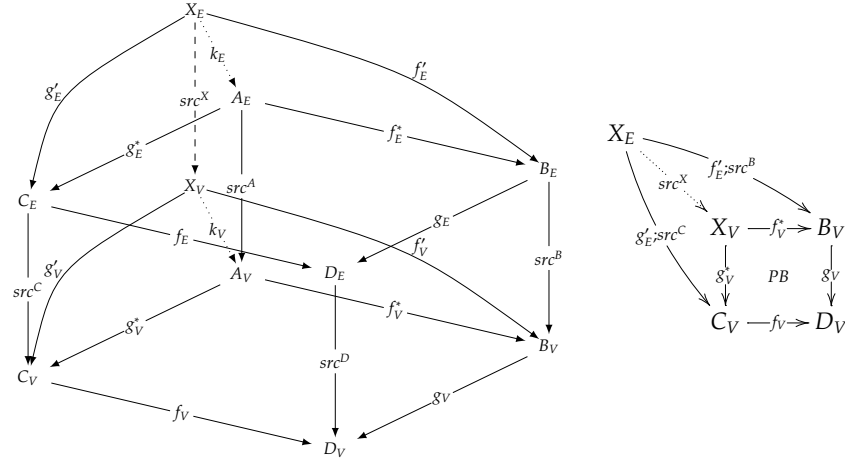 X_E
k_E
f'_E
g'_E
src^X
A_E
f*_E
g*_E
B_E
C_E
X_V
src^A
g_E
f_E
k_V
f'_V
g'_V
A_V
D_E
src^B
src^C
f*_V
g*_V
B_V
src^D
C_V
f_V
g_V
D_V
X_E
f'_E;src^B
src^X
g'_E;src^C
X_V f*_V B_V
g*_V PB g_V
C_V f_V D_V